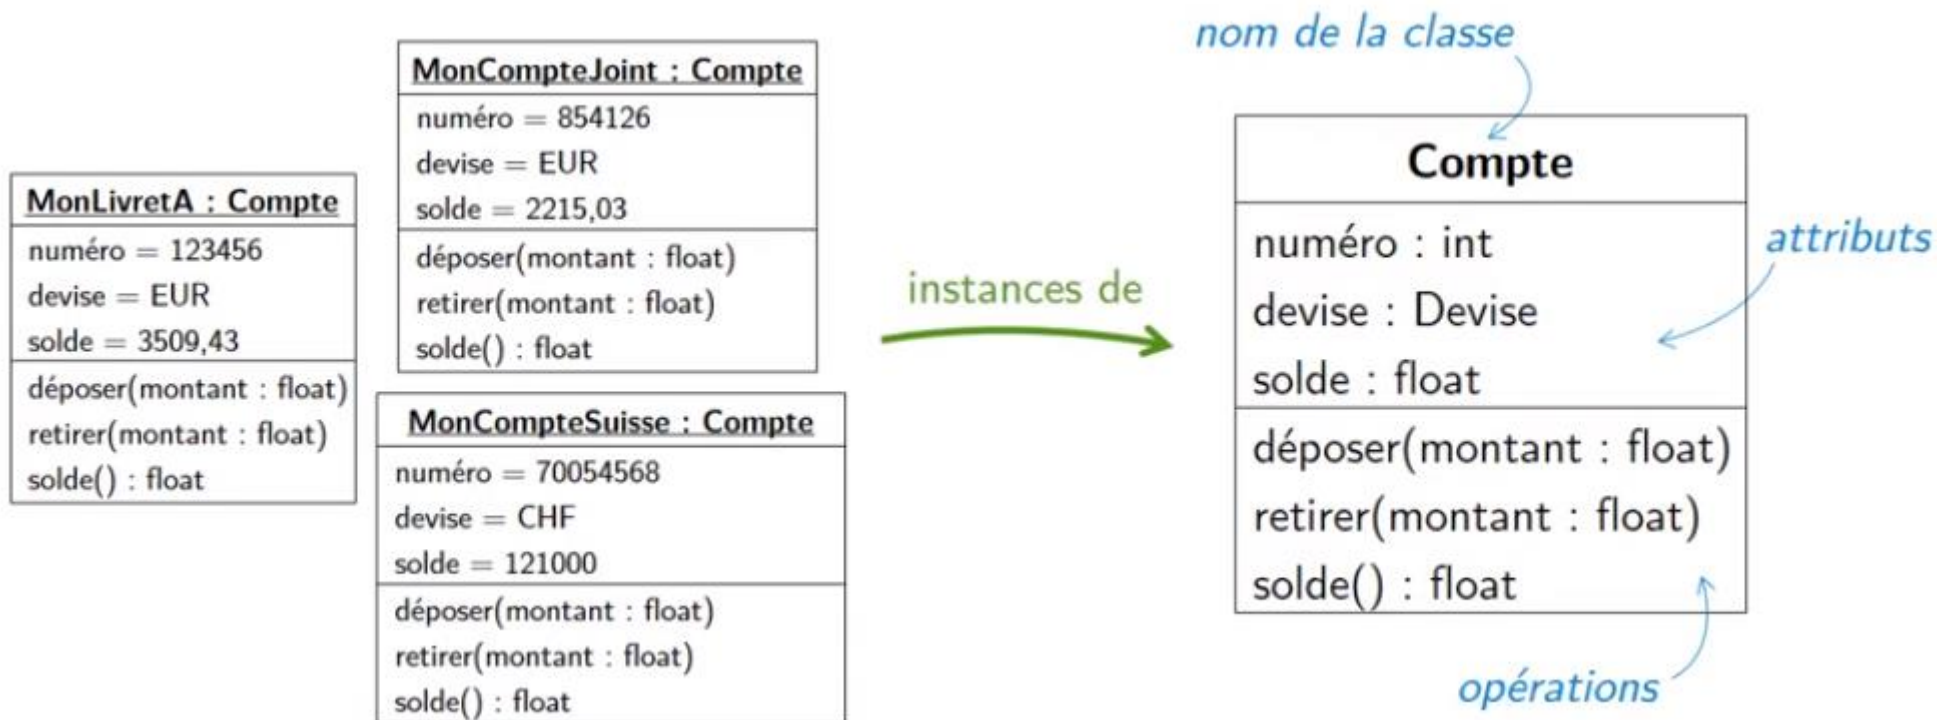 MonLivretA : Compte
numéro = 123456
devise = EUR
solde = 3509,43
déposer(montant : float)
retirer(montant : float)
solde() : float
MonCompteJoint : Compte
numéro = 854126
devise = EUR
solde = 2215,03
déposer(montant : float)
retirer(montant : float)
solde() : float
MonCompteSuisse : Compte
numéro = 70054568
devise = CHF
solde = 121000
déposer(montant : float)
retirer(montant : float)
solde() : float
instances de
nom de la classe
Compte
numéro : int
devise : Devise
solde : float
attributs
déposer(montant : float)
retirer(montant : float)
solde() : float
opérations